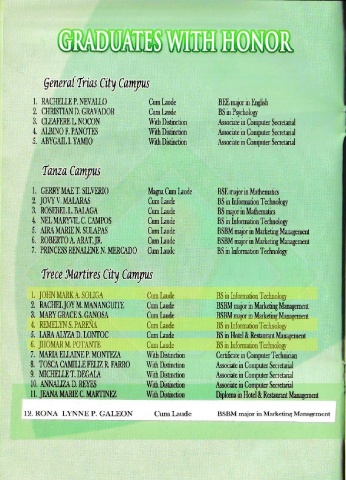 GRADUATES WITH HONOR
General Trias City Campus
1. RACHELLE P. NEVALLO Cum Laude BEE major in English
2. CHRISTIAN D. GRAVADOR Cum Laude BS in Psychology
3. CLEAFERE L. NOCON With Distinction Associate in Computer Secretarial
4. ALBINO F. PANOTES With Distinction Associate in Computer Secretarial
5. ABYGAIL I. YAMIO With Distinction Associate in Computer Secretarial
Tanza Campus
1. GERRY MAE T. SILVERIO Magna Cum Laude BSE major in Mathematics
2. JOVY V. MALABAS Cum Laude BS in Information Technology
3. L. BALAGA Cum Laude BS major in Mathematics
4. NEL MARYVIL C. CAMPOS Cum Laude BS in Information Technology
5. AIRA MARIE N. SULAPAS Cum Laude BSBM major in Marketing Management
6. ROBERTO A. ARAT, JR. Cum Laude BSBM major in Marketing Management
7. PRINCESS RENALENE N. MERCADO Cum Laude BS in Information Technology
Trece Martires City Campus
1. JOHN MARK A. SOLIGA Cum Laude BS in Information Technology
2. RACHEL JOY M. MANANGUITE Cum Laude BSBM major in Marketing Management
3. MARY GRACE S. GANOSA Cum Laude BSBM major in Marketing Management
4. REMELYN S. PAREÑA Cum Laude BS in Information Technology
5. LARA ALYZA D. LONTOC Cum Laude BS in Hotel & Restaurant Management
6. JHOMAR M. POTANTE Cum Laude BS in Information Technology
7. MARIA ELLAINE P. MONTEZA With Distinction Certificate in Computer Technician
8. TOSCA CAMILLE FELIZ R. FABRO With Distinction Associate in Computer Secretarial
9. MICHELLE T. DEGALA With Distinction Associate in Computer Secretarial
10. ANNALIZA D. REYES With Distinction Associate in Computer Secretarial
11. JEANA MARIE C. MARTINEZ With Distinction Diploma in Hotel & Restaurant Management
12. RONA LYNNE P. GALEON Cum Laude BSBM major in Marketing Management